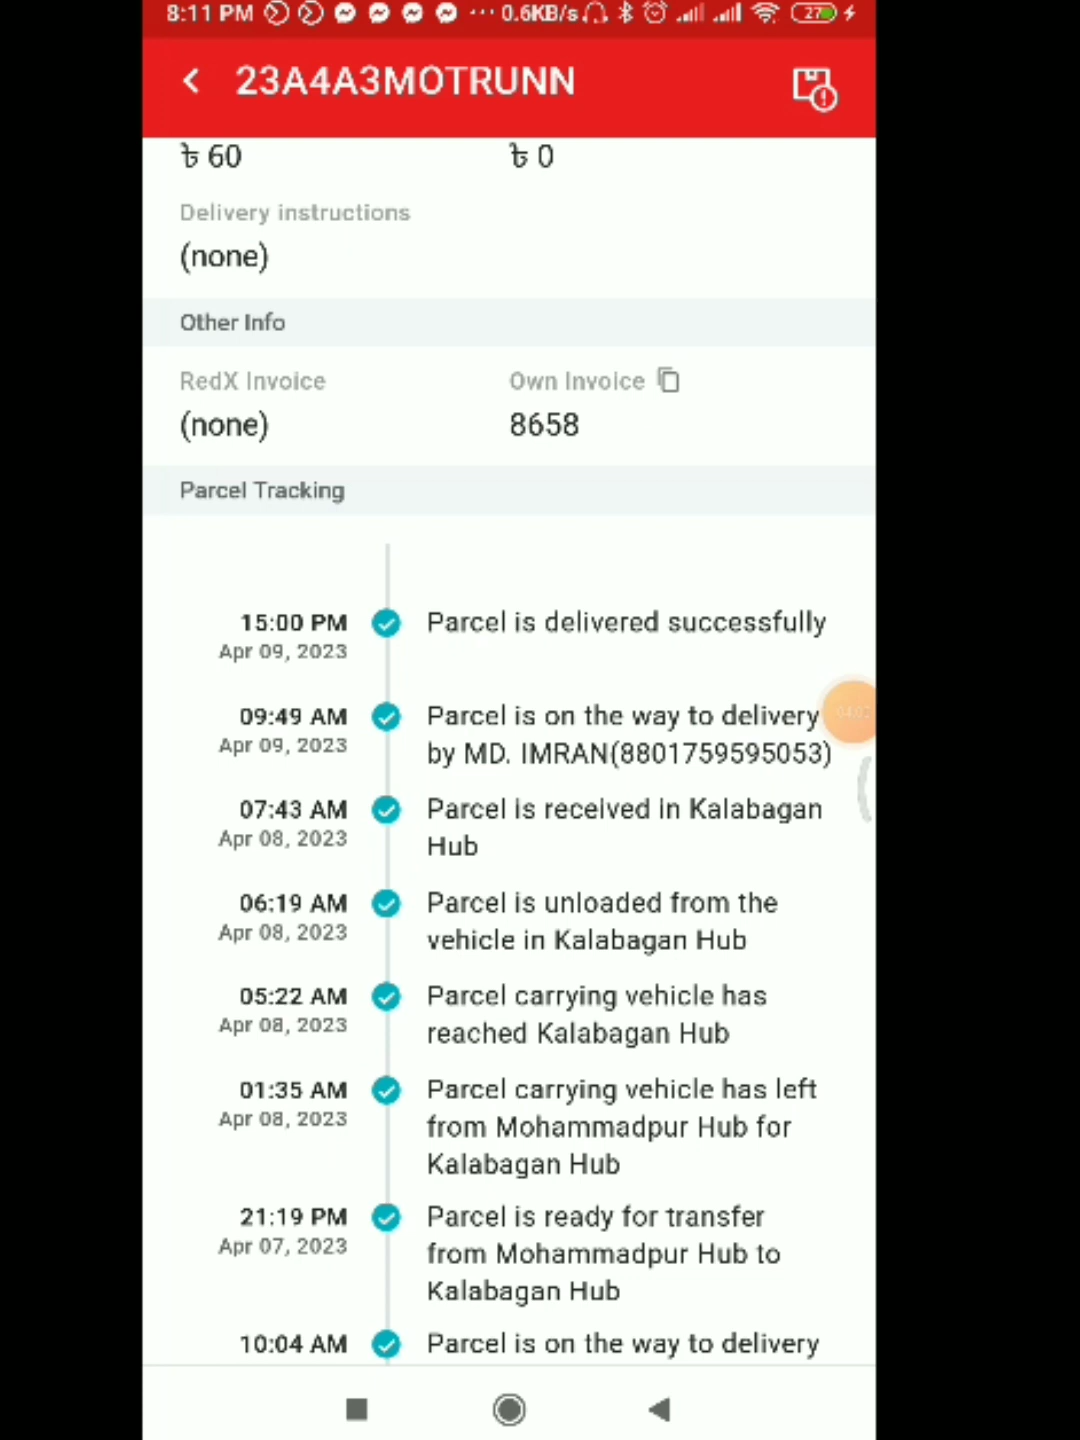 8:11 PM ... 0.6KB/s 27
23A4A3MOTRUNN
৳ 60 ৳ 0
Delivery instructions
(none)
Other Info
RedX Invoice Own Invoice
(none) 8658
Parcel Tracking
15:00 PM Parcel is delivered successfully
Apr 09, 2023
09:49 AM Parcel is on the way to delivery
Apr 09, 2023 by MD. IMRAN(8801759595053)
07:43 AM Parcel is received in Kalabagan
Apr 08, 2023 Hub
06:19 AM Parcel is unloaded from the
Apr 08, 2023 vehicle in Kalabagan Hub
05:22 AM Parcel carrying vehicle has
Apr 08, 2023 reached Kalabagan Hub
01:35 AM Parcel carrying vehicle has left
Apr 08, 2023 from Mohammadpur Hub for
Kalabagan Hub
21:19 PM Parcel is ready for transfer
Apr 07, 2023 from Mohammadpur Hub to
Kalabagan Hub
10:04 AM Parcel is on the way to delivery